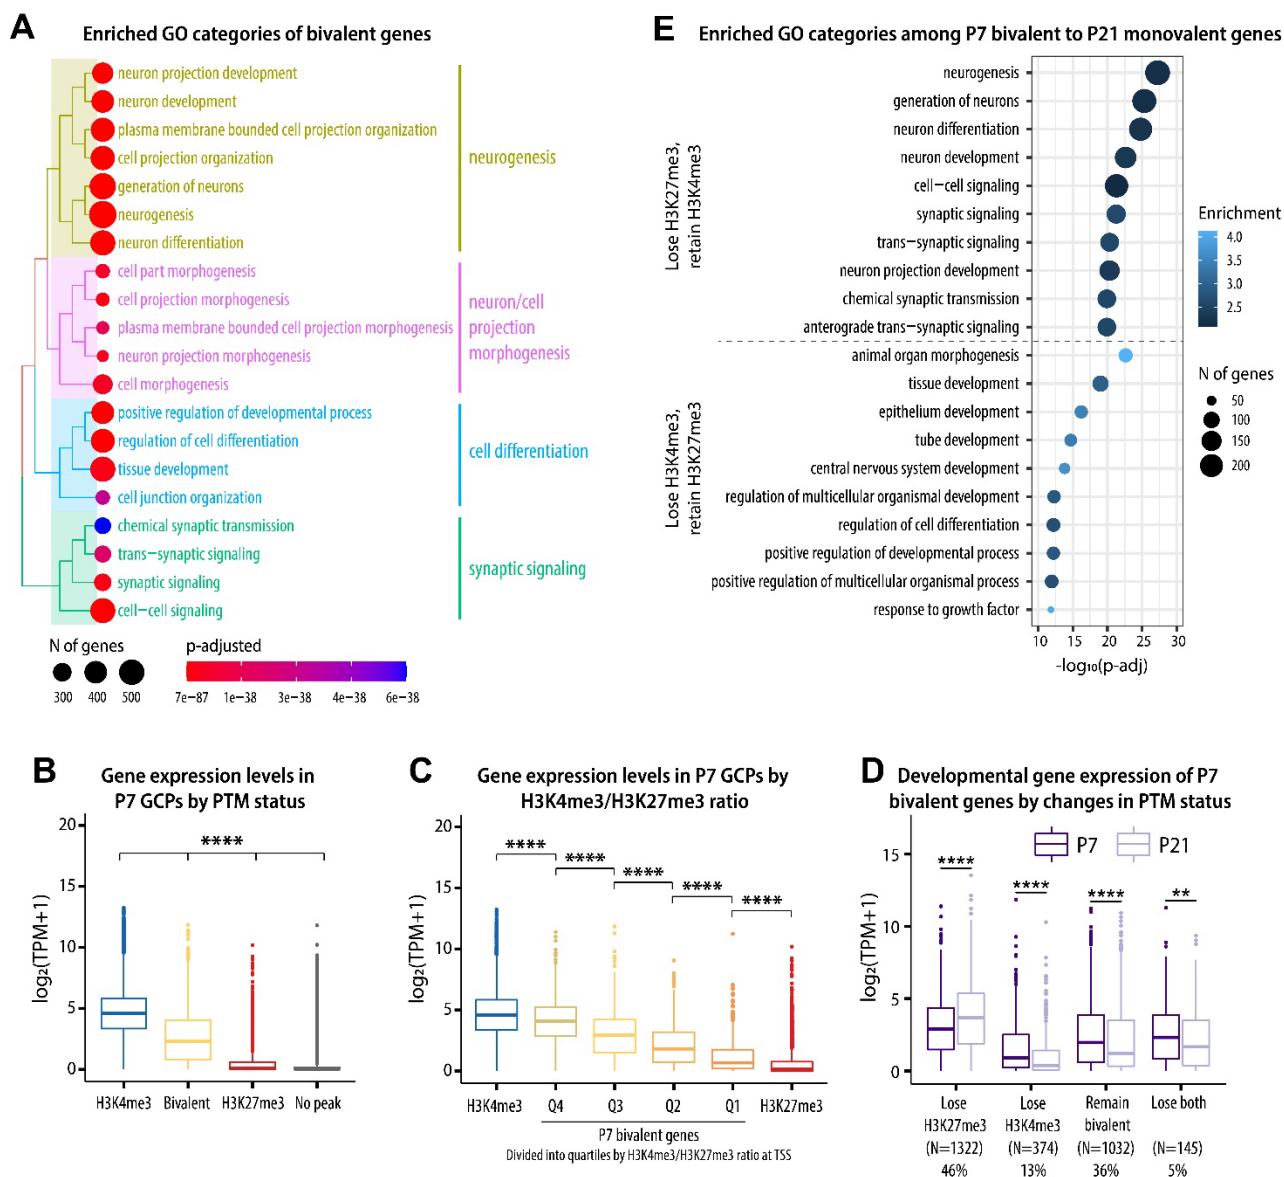 A
Enriched GO categories of bivalent genes
neuron projection development
neuron development
plasma membrane bounded cell projection organization
cell projection organization
generation of neurons
neurogenesis
neuron differentiation
neurogenesis
cell part morphogenesis
cell projection morphogenesis
plasma membrane bounded cell projection morphogenesis
neuron projection morphogenesis
cell morphogenesis
neuron/cell
projection
morphogenesis
positive regulation of developmental process
regulation of cell differentiation
tissue development
cell junction organization
cell differentiation
chemical synaptic transmission
trans−synaptic signaling
synaptic signaling
cell−cell signaling
synaptic signaling
N of genes
300 400 500
p-adjusted
7e−87 1e−38 3e−38 4e−38 6e−38
E
Enriched GO categories among P7 bivalent to P21 monovalent genes
Lose H3K27me3,
retain H3K4me3
neurogenesis
generation of neurons
neuron differentiation
neuron development
cell−cell signaling
synaptic signaling
trans−synaptic signaling
neuron projection development
chemical synaptic transmission
anterograde trans−synaptic signaling
Lose H3K4me3,
retain H3K27me3
animal organ morphogenesis
tissue development
epithelium development
tube development
central nervous system development
regulation of multicellular organismal development
regulation of cell differentiation
positive regulation of developmental process
positive regulation of multicellular organismal process
response to growth factor
10 15 20 25 30
-log₁₀(p-adj)
Enrichment
4.0
3.5
3.0
2.5
N of genes
50
100
150
200
B
Gene expression levels in
P7 GCPs by PTM status
log₂(TPM+1)
20
15
10
5
0
****
H3K4me3 Bivalent H3K27me3 No peak
C
Gene expression levels in P7 GCPs by
H3K4me3/H3K27me3 ratio
log₂(TPM+1)
20
15
10
5
0
****
****
****
****
****
H3K4me3 Q4 Q3 Q2 Q1 H3K27me3
P7 bivalent genes
Divided into quartiles by H3K4me3/H3K27me3 ratio at TSS
D
Developmental gene expression of P7
bivalent genes by changes in PTM status
P7 P21
log₂(TPM+1)
15
10
5
0
**** **** **** **
Lose
H3K27me3
(N=1322)
46%
Lose
H3K4me3
(N=374)
13%
Remain
bivalent
(N=1032)
36%
Lose both
(N=145)
5%